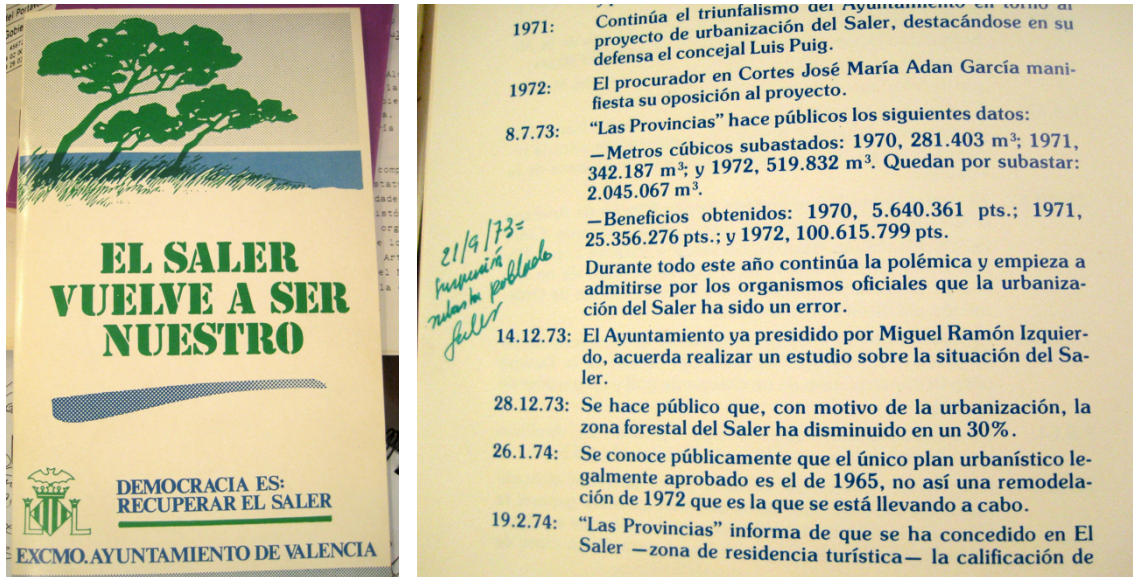 EL SALER
VUELVE A SER
NUESTRO
DEMOCRACIA ES:
RECUPERAR EL SALER
EXCMO. AYUNTAMIENTO DE VALENCIA
1971: Continúa el triunfalismo del Ayuntamiento en torno al
proyecto de urbanización del Saler, destacándose en su
defensa el concejal Luis Puig.
1972: El procurador en Cortes José María Adan García mani-
fiesta su oposición al proyecto.
8.7.73: "Las Provincias" hace públicos los siguientes datos:
—Metros cúbicos subastados: 1970, 281.403 m³; 1971,
342.187 m³; y 1972, 519.832 m³. Quedan por subastar:
2.045.067 m³.
—Beneficios obtenidos: 1970, 5.640.361 pts.; 1971,
25.356.276 pts.; y 1972, 100.615.799 pts.
Durante todo este año continúa la polémica y empieza a
admitirse por los organismos oficiales que la urbaniza-
ción del Saler ha sido un error.
21/9/73=
subasta poblado
Saler
14.12.73: El Ayuntamiento ya presidido por Miguel Ramón Izquier-
do, acuerda realizar un estudio sobre la situación del Sa-
ler.
28.12.73: Se hace público que, con motivo de la urbanización, la
zona forestal del Saler ha disminuido en un 30%.
26.1.74: Se conoce públicamente que el único plan urbanístico le-
galmente aprobado es el de 1965, no así una remodela-
ción de 1972 que es la que se está llevando a cabo.
19.2.74: "Las Provincias" informa de que se ha concedido en El
Saler —zona de residencia turística— la calificación de